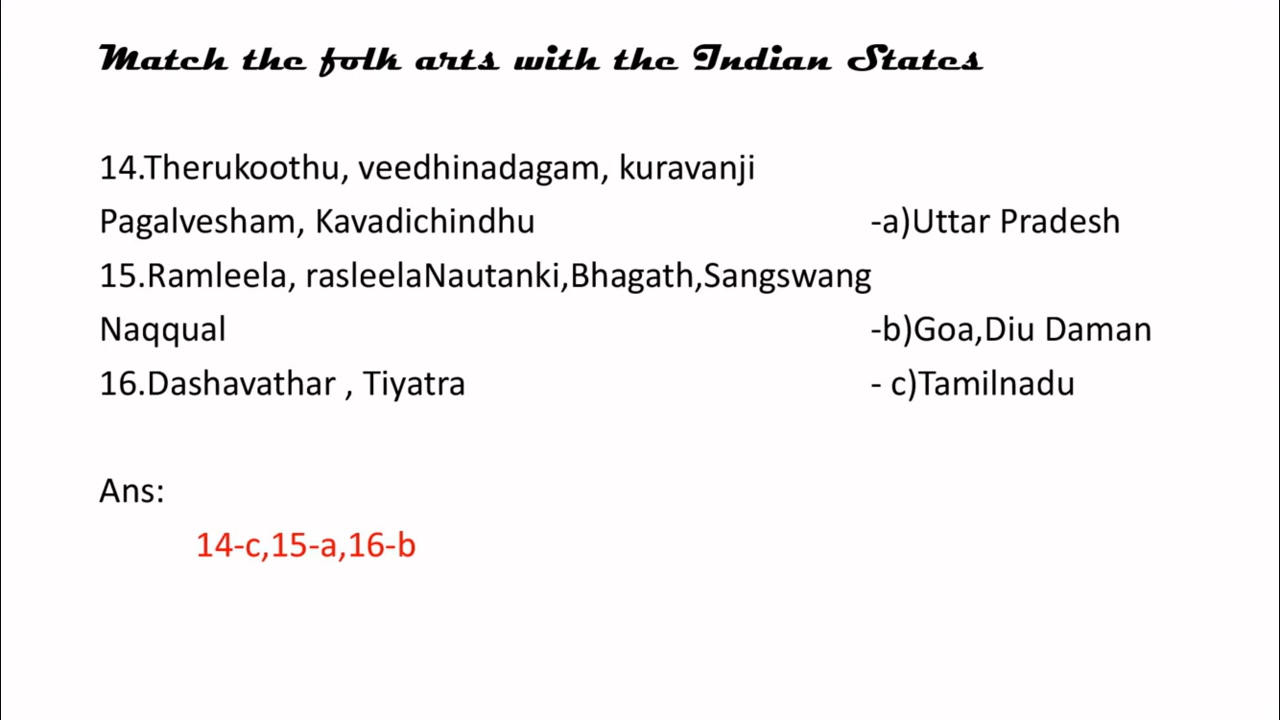 Match the folk arts with the Indian States
14.Therukoothu, veedhinadagam, kuravanji
Pagalvesham, Kavadichindhu -a)Uttar Pradesh
15.Ramleela, rasleelaNautanki,Bhagath,Sangswang
Naqqual -b)Goa,Diu Daman
16.Dashavathar , Tiyatra - c)Tamilnadu
Ans:
14-c,15-a,16-b